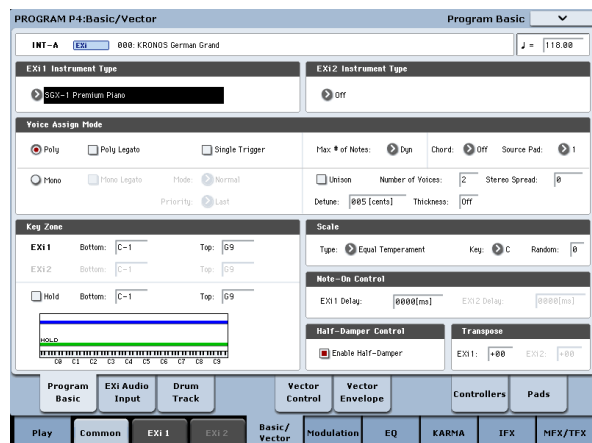 PROGRAM P4:Basic/Vector Program Basic
INT-A EXi 000: KRONOS German Grand ♩ = 118.00
EXi1 Instrument Type EXi2 Instrument Type
SGX-1 Premium Piano Off
Voice Assign Mode
Poly Poly Legato Single Trigger Max # of Notes: Dyn Chord: Off Source Pad: 1
Mono Mono Legato Mode: Normal Unison Number of Voices: 2 Stereo Spread: 0
Priority: Last Detune: 005 [cents] Thickness: Off
Key Zone Scale
EXi1 Bottom: C-1 Top: G9 Type: Equal Temperament Key: C Random: 0
EXi2 Bottom: Top:
Note-On Control
Hold Bottom: C-1 Top: G9 EXi1 Delay: 0000[ms] EXi2 Delay: 0000[ms]
Half-Damper Control Transpose
HOLD
Enable Half-Damper EXi1: +00 EXi2: +00
C0 C1 C2 C3 C4 C5 C6 C7 C8 C9
Program Basic EXi Audio Input Drum Track Vector Control Vector Envelope Controllers Pads
Play Common EXi 1 EXi 2 Basic/ Vector Modulation EQ KARMA IFX MFX/TFX